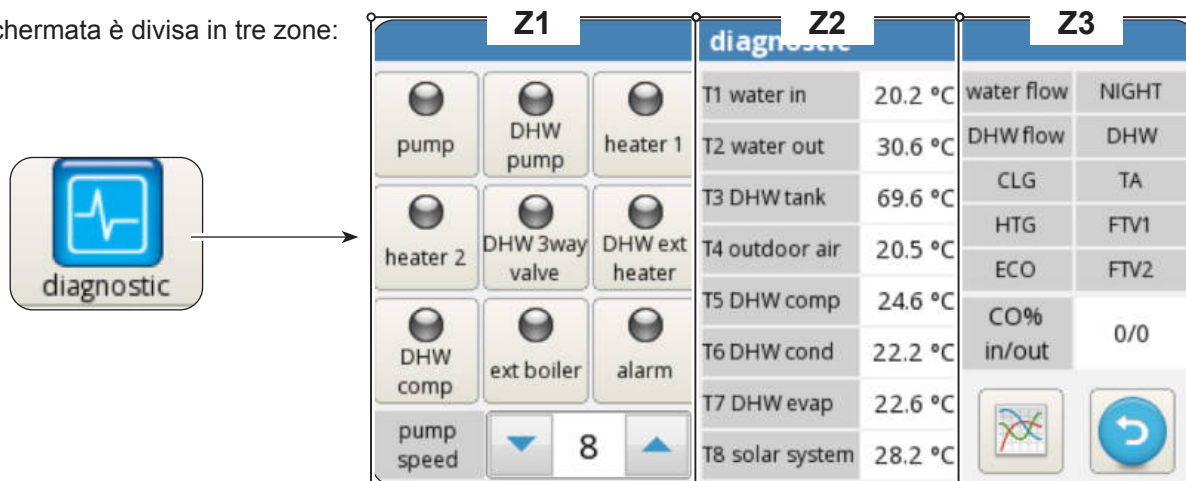 chermata è divisa in tre zone:
diagnostic
Z1
Z2
Z3
diagnostic
pump
DHW
pump
heater 1
heater 2
DHW 3way
valve
DHW ext
heater
DHW
comp
ext boiler
alarm
pump
speed
8
T1 water in 20.2 °C
T2 water out 30.6 °C
T3 DHW tank 69.6 °C
T4 outdoor air 20.5 °C
T5 DHW comp 24.6 °C
T6 DHW cond 22.2 °C
T7 DHW evap 22.6 °C
T8 solar system 28.2 °C
water flow NIGHT
DHW flow DHW
CLG TA
HTG FTV1
ECO FTV2
CO%
in/out
0/0